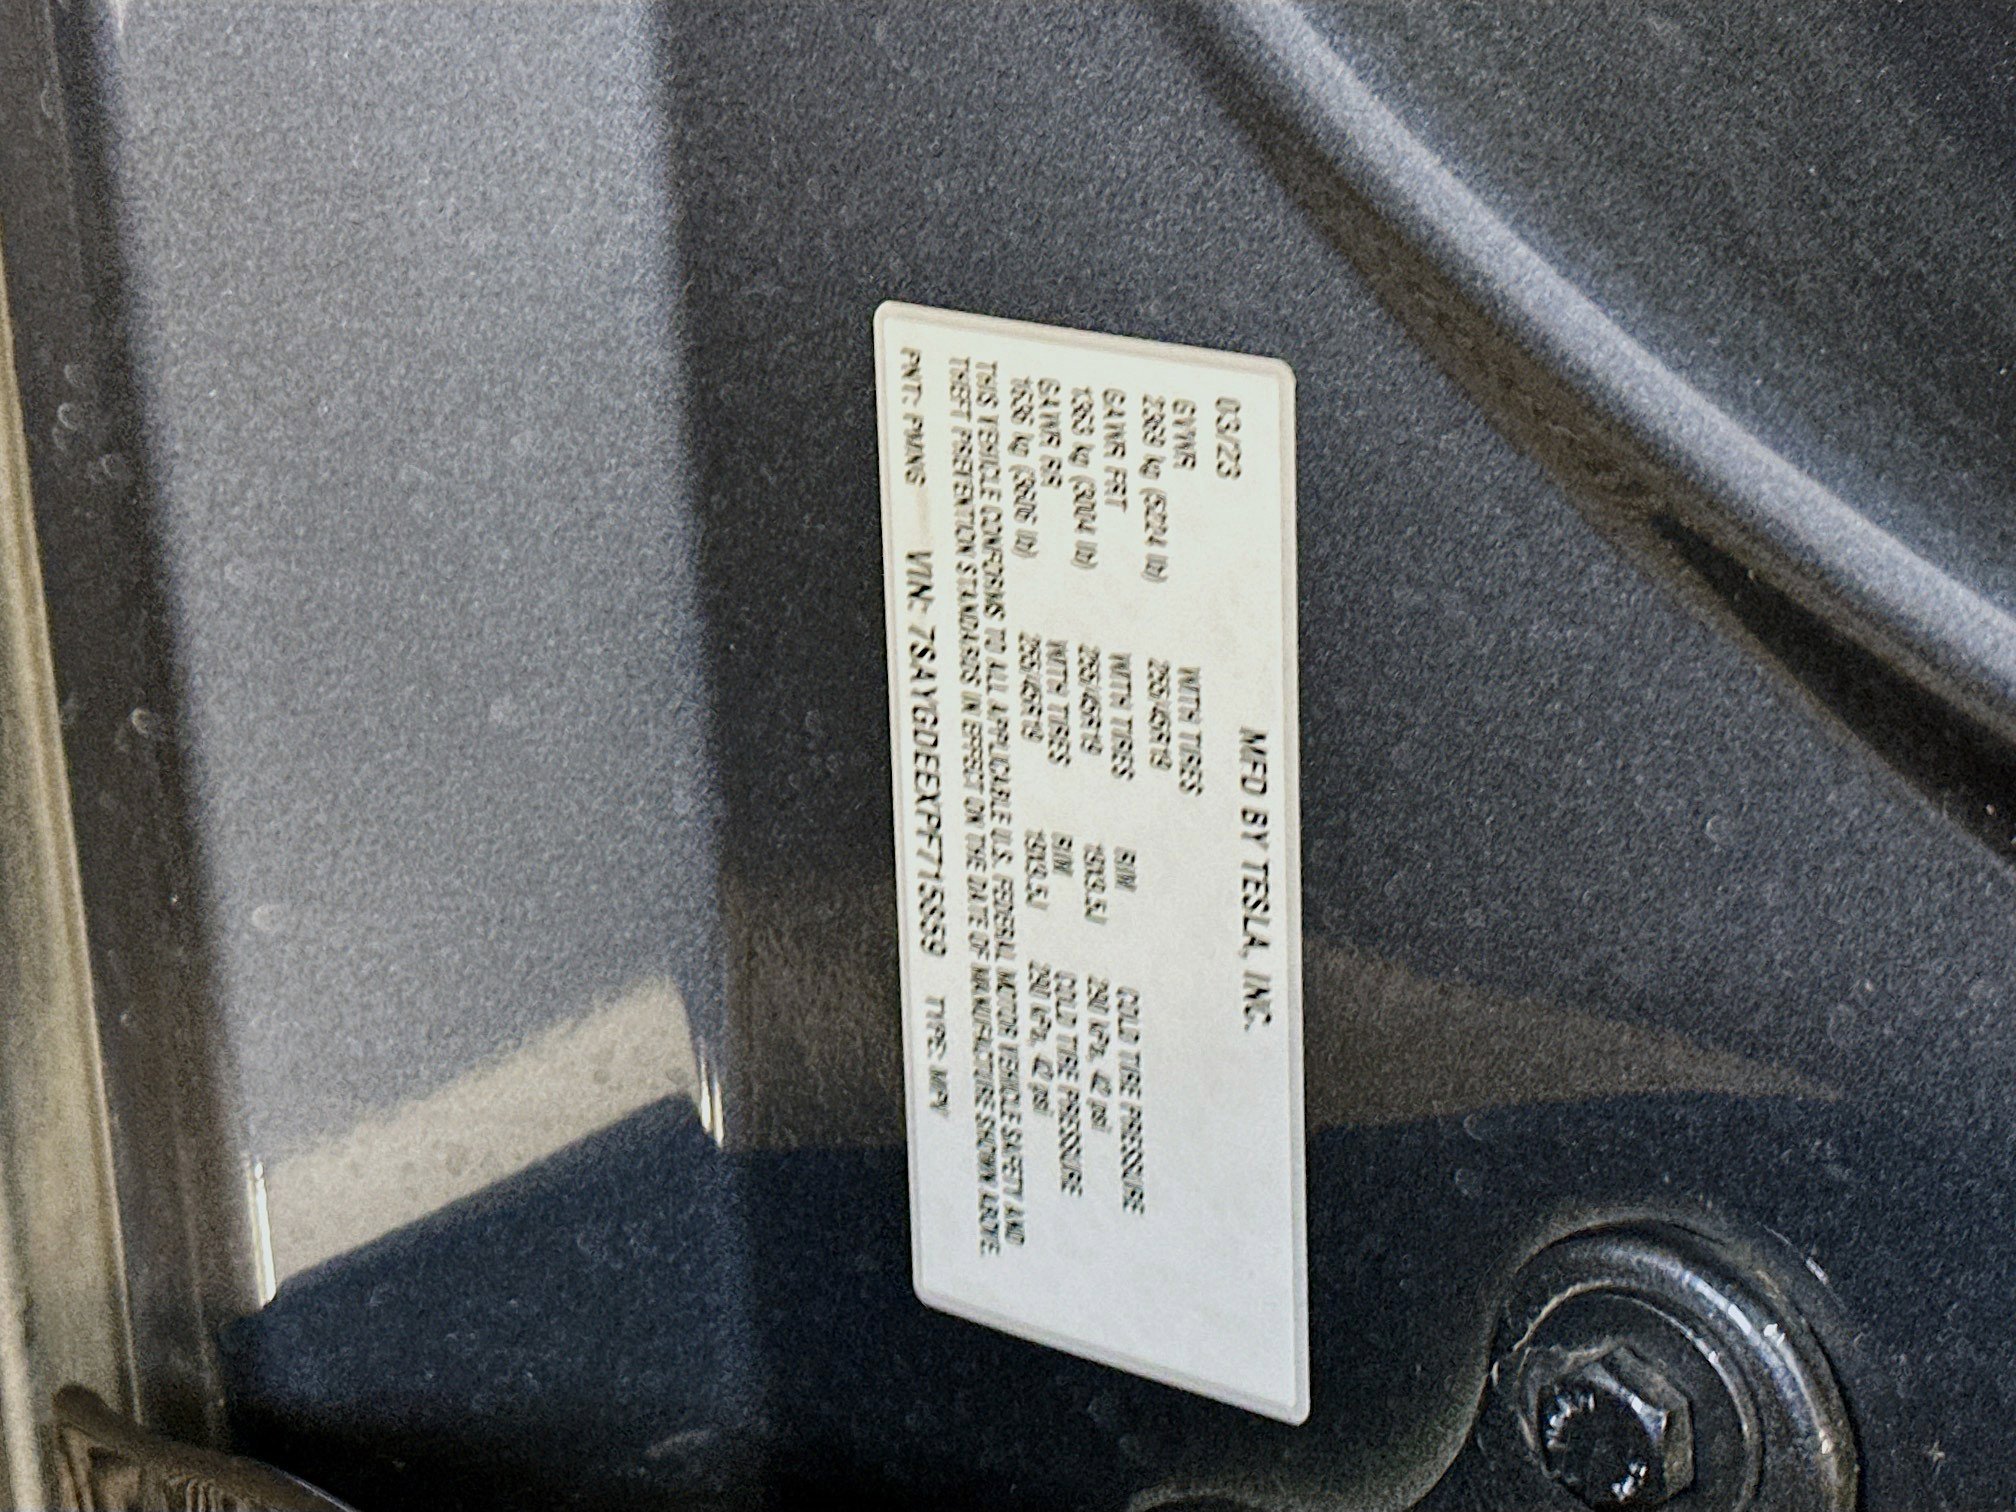 MFD BY TESLA, INC.
03/23
GVWR WITH TIRES
2369 kg (5224 lb) 255/45R19
GAWR FRT WITH TIRES RIM COLD TIRE PRESSURE
1363 kg (3004 lb) 255/45R19 19X9.5J 290 kPa, 42 psi
GAWR RR WITH TIRES RIM COLD TIRE PRESSURE
1636 kg (3606 lb) 255/45R19 19X9.5J 290 kPa, 42 psi
THIS VEHICLE CONFORMS TO ALL APPLICABLE U.S. FEDERAL MOTOR VEHICLE SAFETY AND
THEFT PREVENTION STANDARDS IN EFFECT ON THE DATE OF MANUFACTURE SHOWN ABOVE.
PNT: PMNG VIN: TYPE: MPV